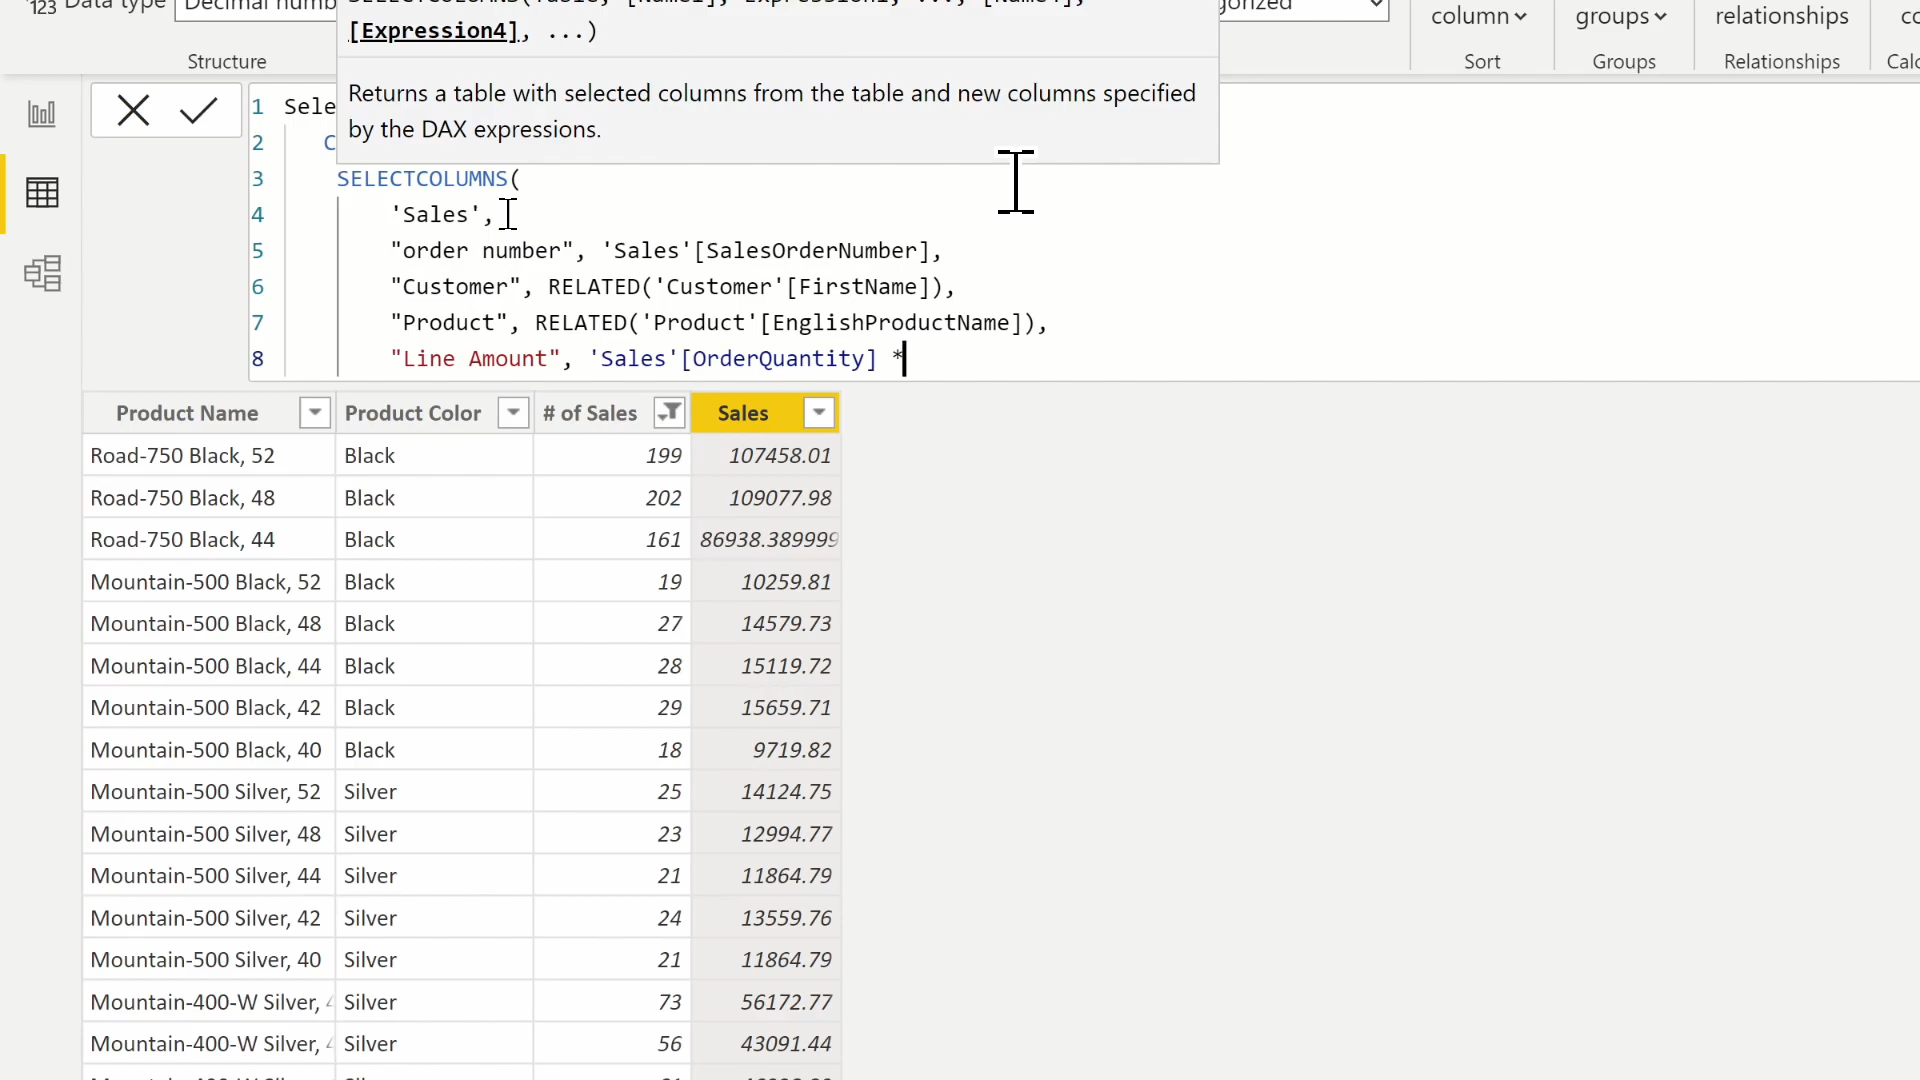 123 Data type Decimal numb
[Expression4], ...)
column
groups
relationships
Structure
Sort
Groups
Relationships
Calc
Returns a table with selected columns from the table and new columns specified
by the DAX expressions.
1 Sele
2 C
3 SELECTCOLUMNS(
4 'Sales',
5 "order number", 'Sales'[SalesOrderNumber],
6 "Customer", RELATED('Customer'[FirstName]),
7 "Product", RELATED('Product'[EnglishProductName]),
8 "Line Amount", 'Sales'[OrderQuantity] *
Product Name Product Color # of Sales Sales
Road-750 Black, 52 Black 199 107458.01
Road-750 Black, 48 Black 202 109077.98
Road-750 Black, 44 Black 161 86938.389999
Mountain-500 Black, 52 Black 19 10259.81
Mountain-500 Black, 48 Black 27 14579.73
Mountain-500 Black, 44 Black 28 15119.72
Mountain-500 Black, 42 Black 29 15659.71
Mountain-500 Black, 40 Black 18 9719.82
Mountain-500 Silver, 52 Silver 25 14124.75
Mountain-500 Silver, 48 Silver 23 12994.77
Mountain-500 Silver, 44 Silver 21 11864.79
Mountain-500 Silver, 42 Silver 24 13559.76
Mountain-500 Silver, 40 Silver 21 11864.79
Mountain-400-W Silver, Silver 73 56172.77
Mountain-400-W Silver, Silver 56 43091.44